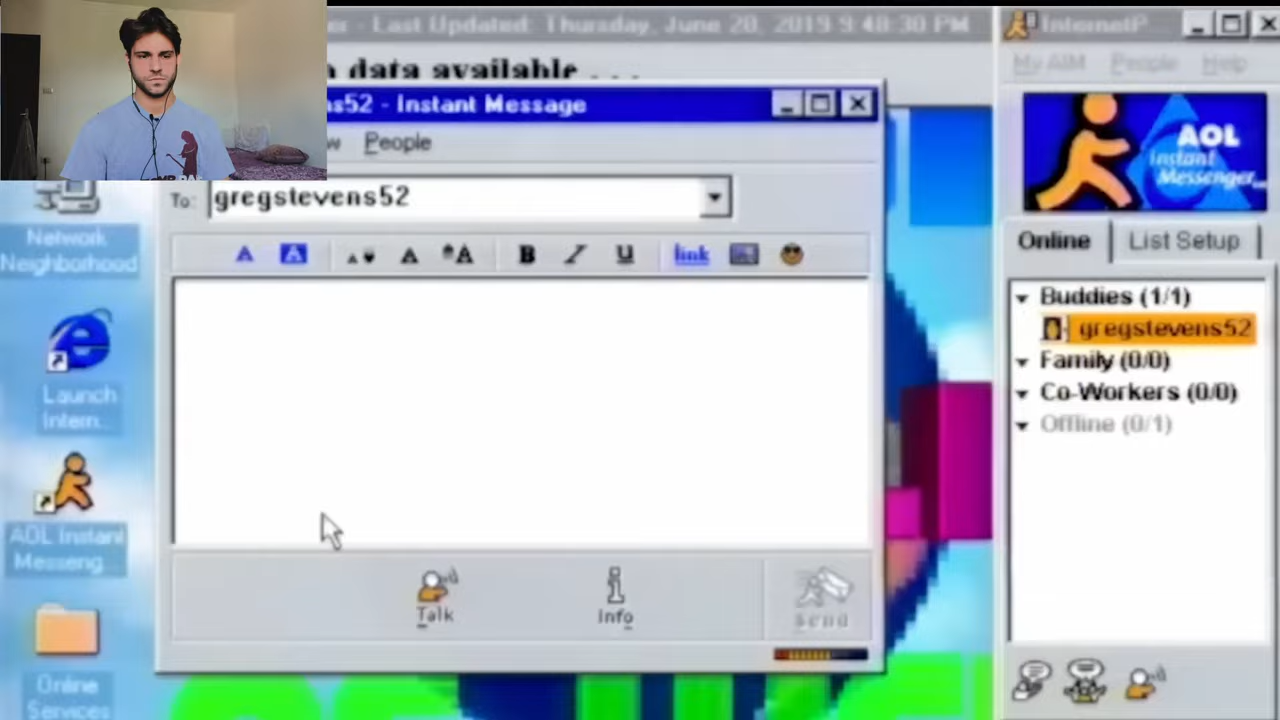 - Last Updated: Thursday, June 20, 2019 9:48:30 PM
InternetP
data available . . .
My AIM People Help
s52 - Instant Message
w People
AOL
Instant
Messenger
To: gregstevens52
Network
Neighborhood
Online List Setup
A A A A A B I U link
Buddies (1/1)
gregstevens52
Family (0/0)
Co-Workers (0/0)
Offline (0/1)
Launch
Intern...
AOL Instant
Messeng...
Talk Info Send
Online
Services